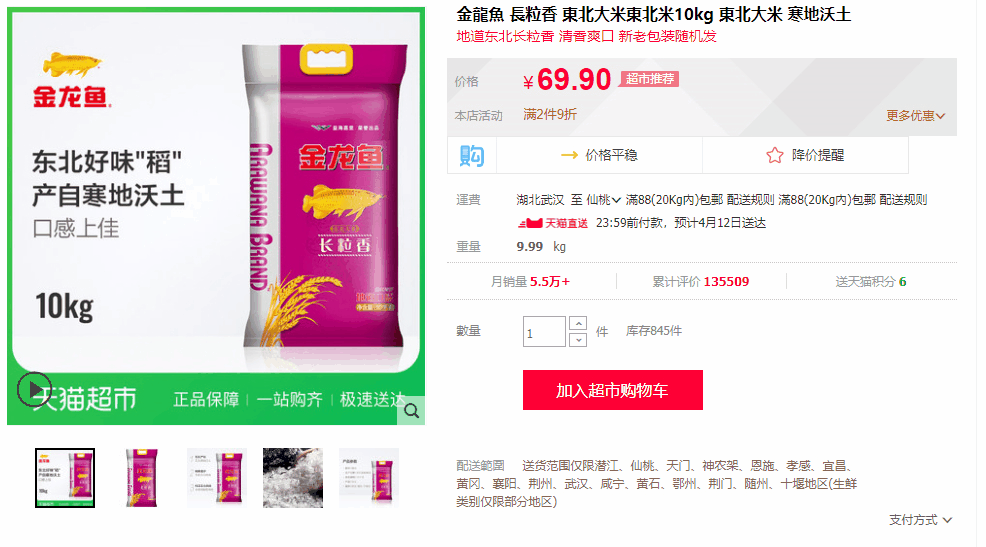 金龍魚 長粒香 東北大米東北米10kg 東北大米 寒地沃土
地道东北长粒香 清香爽口 新老包装随机发
价格 ¥69.90 超市推荐
本店活动 满2件9折 更多优惠
购 价格平稳 降价提醒
運費 湖北武汉 至 仙桃 滿88(20Kg内)包郵 配送规则 滿88(20Kg内)包郵 配送规则
天猫直送 23:59前付款，预计4月12日送达
重量 9.99 kg
月销量 5.5万+ 累计评价 135509 送天猫积分 6
數量 1 件 库存845件
加入超市购物车
配送範圍 送货范围仅限潜江、仙桃、天门、神农架、恩施、孝感、宜昌、
黄冈、襄阳、荆州、武汉、咸宁、黄石、鄂州、荆门、随州、十堰地区(生鲜
类别仅限部分地区)
支付方式
金龙鱼
东北好味"稻"
产自寒地沃土
口感上佳
10kg
金龙鱼
ARAWANA BRAND
长粒香
天猫超市 正品保障 一站购齐 极速送达